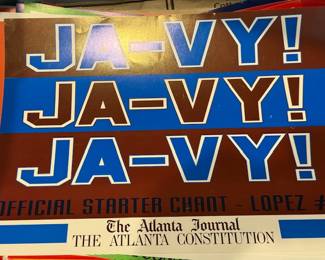 JA-VY!
JA-VY!
JA-VY!
OFFICIAL STARTER CHANT - LOPEZ #
The Atlanta Journal
THE ATLANTA CONSTITUTION